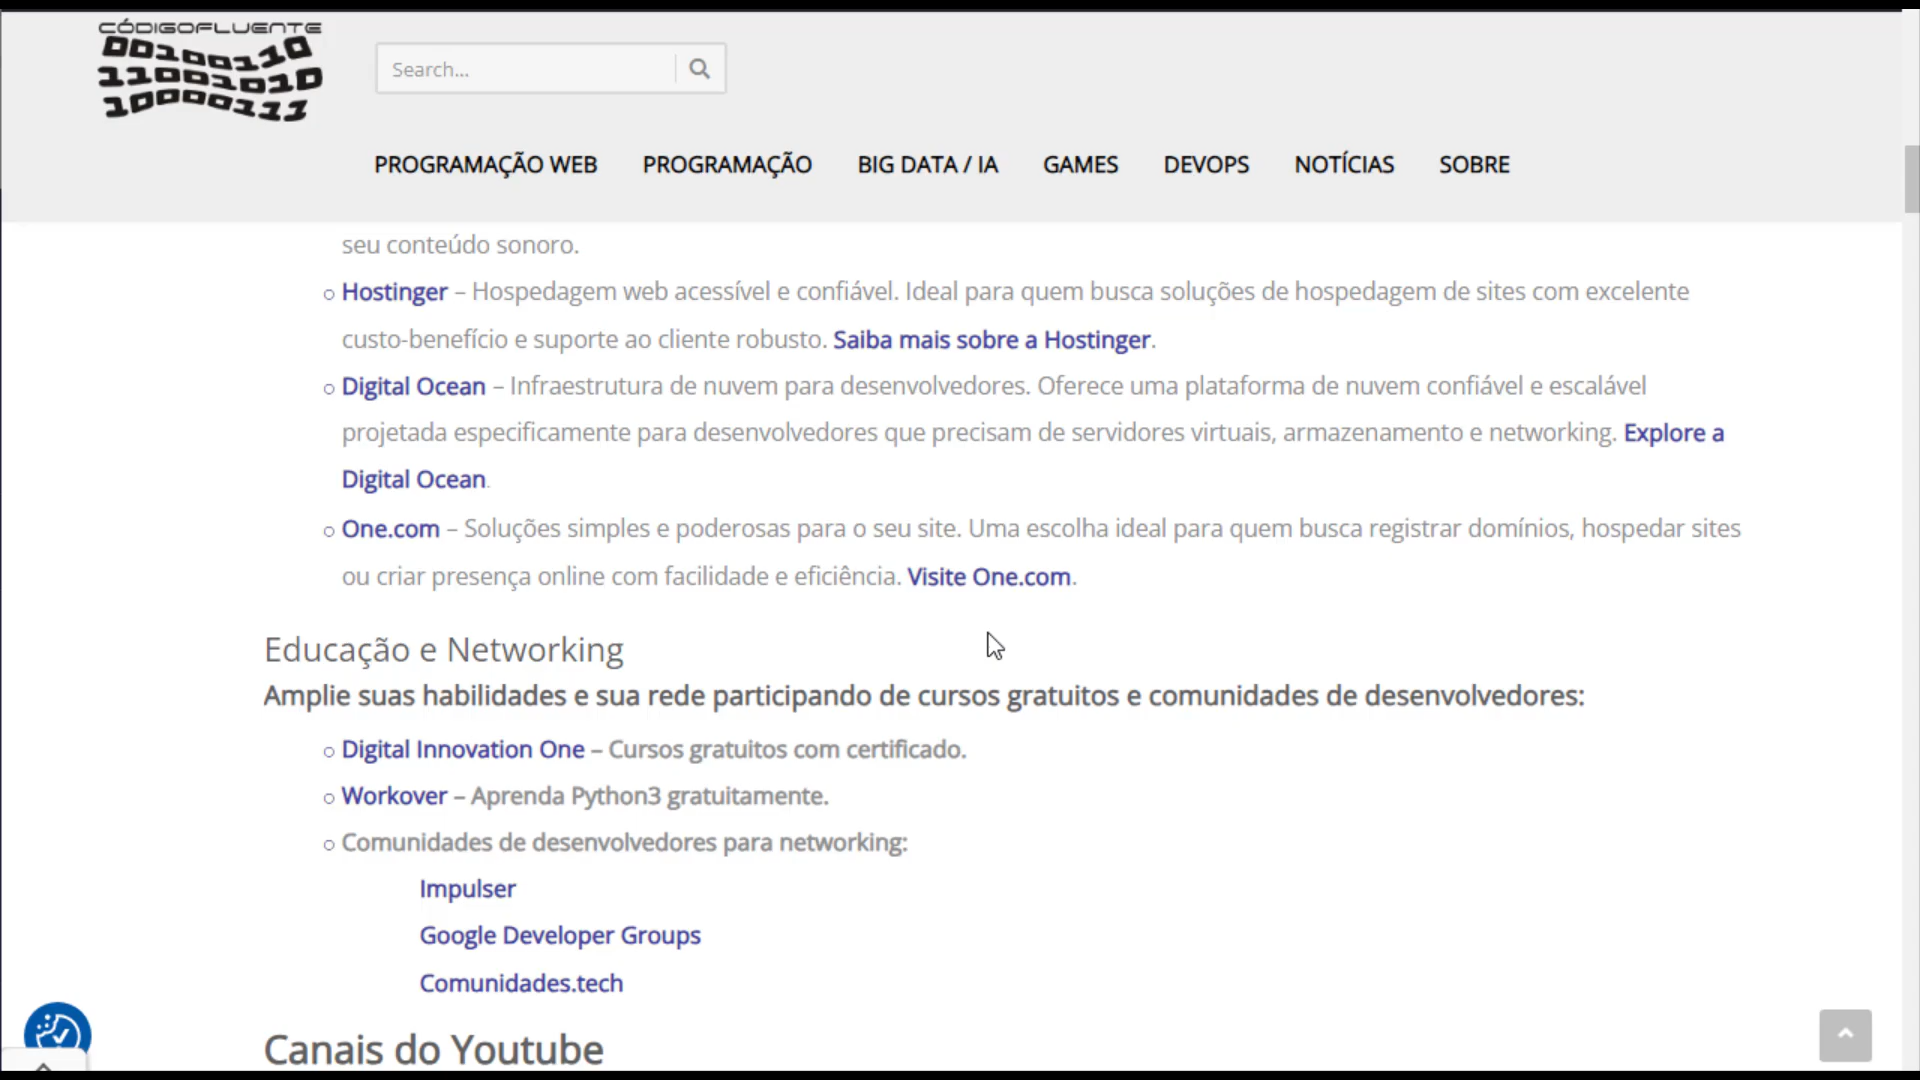 CÓDIGOFLUENTE
00100110
11001010
10000111
Search...
PROGRAMAÇÃO WEB PROGRAMAÇÃO BIG DATA / IA GAMES DEVOPS NOTÍCIAS SOBRE
seu conteúdo sonoro.
Hostinger – Hospedagem web acessível e confiável. Ideal para quem busca soluções de hospedagem de sites com excelente
custo-benefício e suporte ao cliente robusto. Saiba mais sobre a Hostinger.
Digital Ocean – Infraestrutura de nuvem para desenvolvedores. Oferece uma plataforma de nuvem confiável e escalável
projetada especificamente para desenvolvedores que precisam de servidores virtuais, armazenamento e networking. Explore a
Digital Ocean.
One.com – Soluções simples e poderosas para o seu site. Uma escolha ideal para quem busca registrar domínios, hospedar sites
ou criar presença online com facilidade e eficiência. Visite One.com.
Educação e Networking
Amplie suas habilidades e sua rede participando de cursos gratuitos e comunidades de desenvolvedores:
Digital Innovation One – Cursos gratuitos com certificado.
Workover – Aprenda Python3 gratuitamente.
Comunidades de desenvolvedores para networking:
Impulser
Google Developer Groups
Comunidades.tech
Canais do Youtube